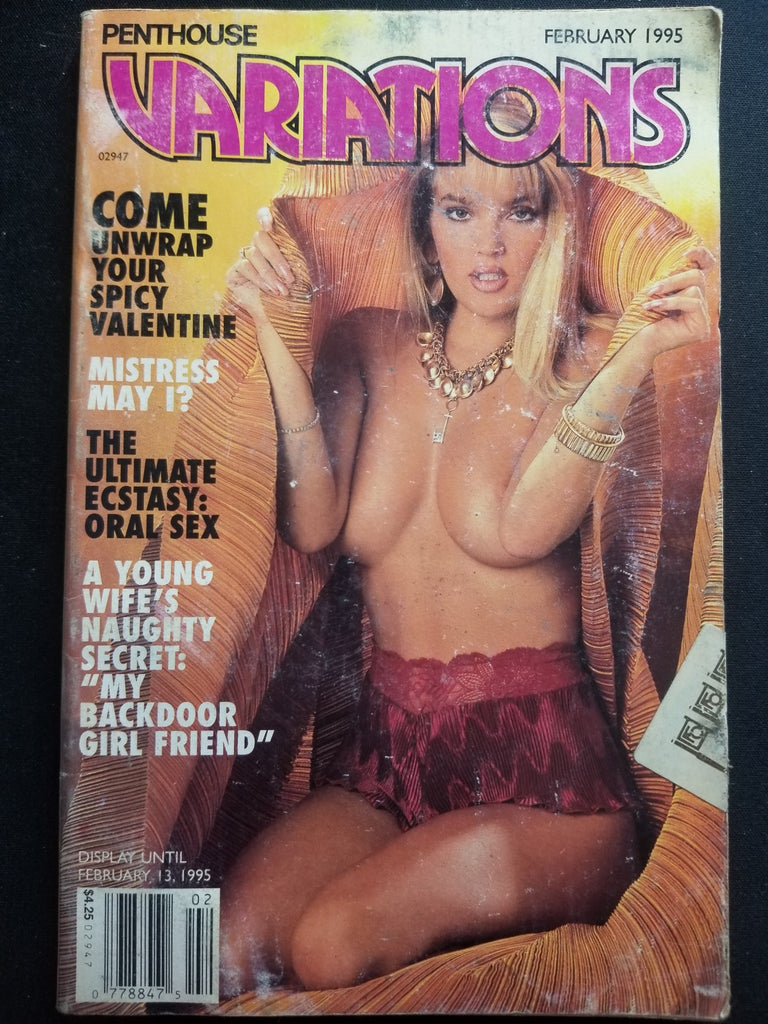 PENTHOUSE
FEBRUARY 1995
VARIATIONS
02947
COME
UNWRAP
YOUR
SPICY
VALENTINE
MISTRESS
MAY I?
THE
ULTIMATE
ECSTASY:
ORAL SEX
A YOUNG
WIFE'S
NAUGHTY
SECRET:
"MY
BACKDOOR
GIRL FRIEND"
DISPLAY UNTIL
FEBRUARY 13, 1995
$4.25
02947
02
0 778847 5